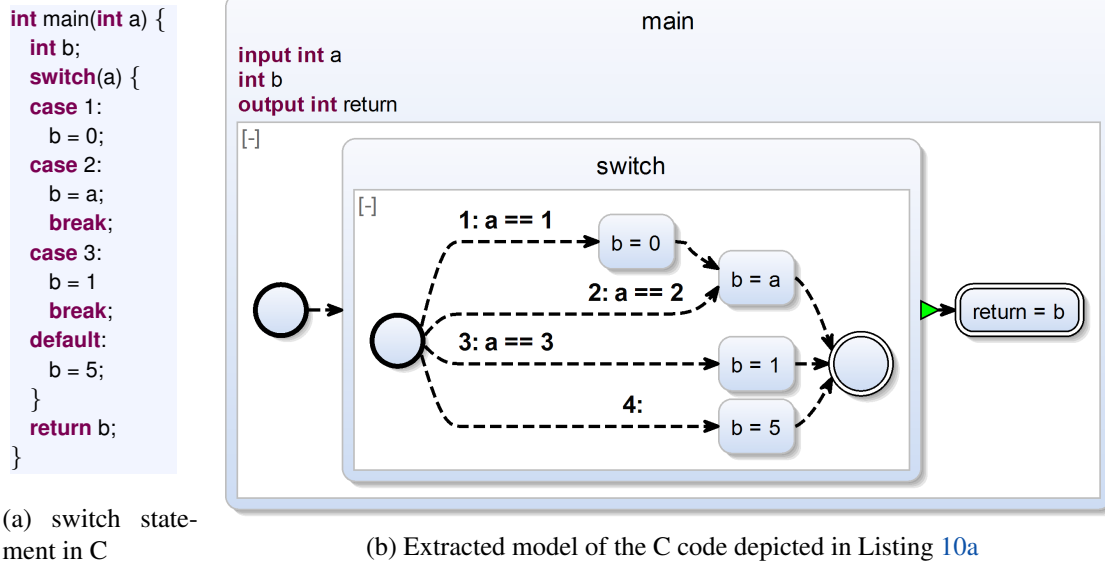 int main(int a) {
int b;
switch(a) {
case 1:
b = 0;
case 2:
b = a;
break;
case 3:
b = 1
break;
default:
b = 5;
}
return b;
}
(a) switch state-
ment in C
main
input int a
int b
output int return
[-]
switch
[-]
1: a == 1
b = 0
b = a
2: a == 2
3: a == 3
b = 1
4:
b = 5
return = b
(b) Extracted model of the C code depicted in Listing 10a